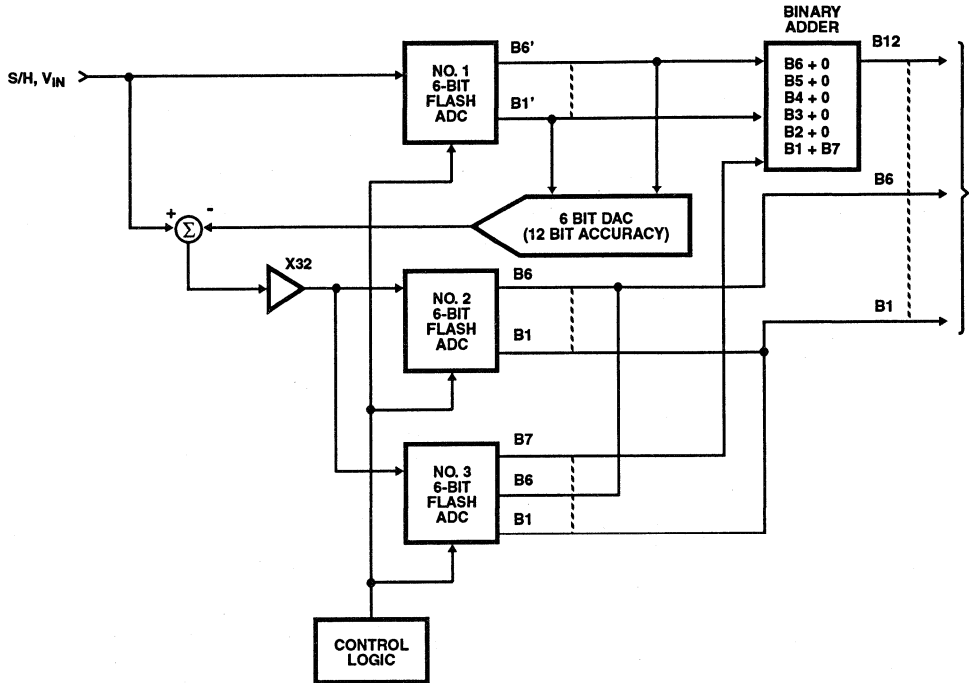 BINARY
ADDER
B12
B6'
S/H, VIN
NO. 1
6-BIT
FLASH
ADC
B1'
B6 + 0
B5 + 0
B4 + 0
B3 + 0
B2 + 0
B1 + B7
B6
+
-
Σ
6 BIT DAC
(12 BIT ACCURACY)
X32
B6
NO. 2
6-BIT
FLASH
ADC
B1
B1
B7
NO. 3
6-BIT
FLASH
ADC
B6
B1
CONTROL
LOGIC